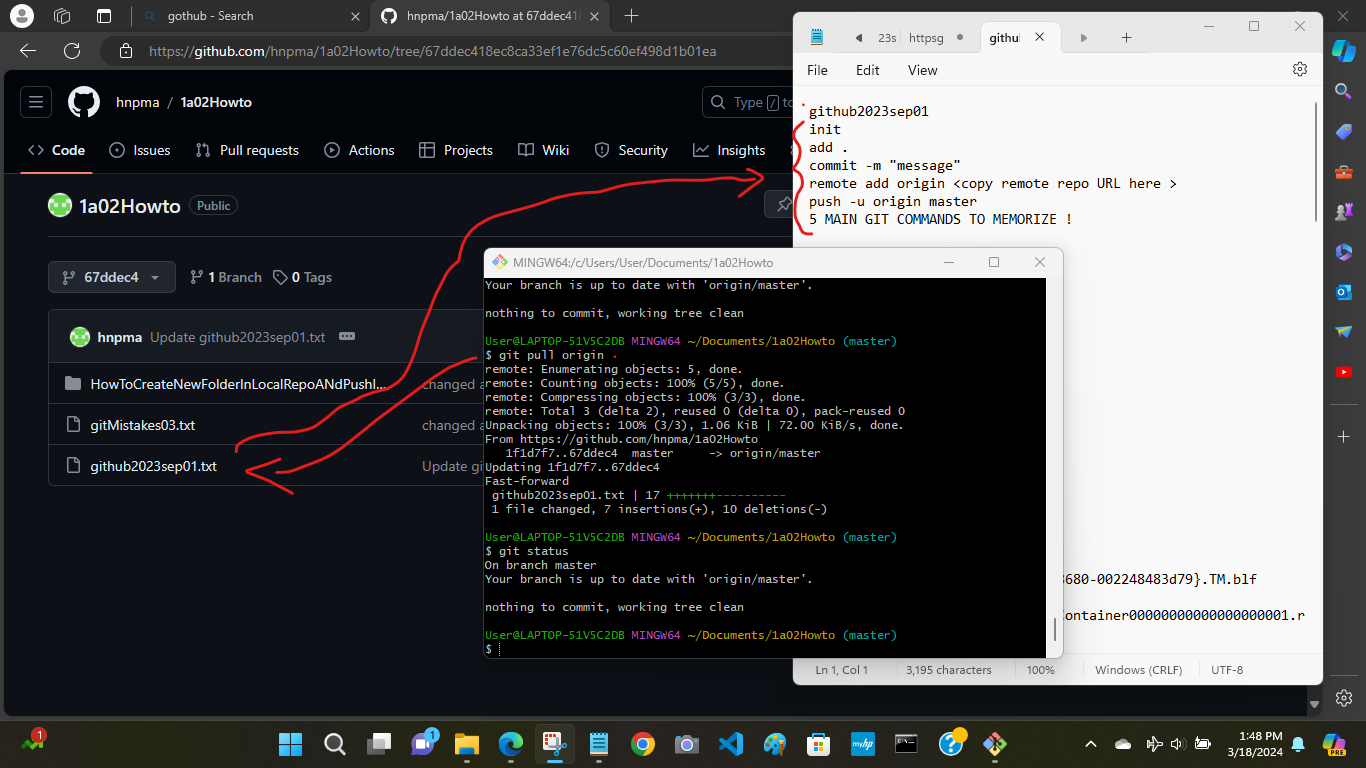 gothub - Search
hnpma/1a02Howto at 67ddec418
https://github.com/hnpma/1a02Howto/tree/67ddec418ec8ca33ef1e76dc5c60ef498d1b01ea
hnpma / 1a02Howto
Type / to
Code Issues Pull requests Actions Projects Wiki Security Insights
1a02Howto Public
67ddec4 1 Branch 0 Tags
hnpma Update github2023sep01.txt
HowToCreateNewFolderInLocalRepoANdPushI... changed a
gitMistakes03.txt changed a
github2023sep01.txt Update gi
23s httpsg githu
File Edit View
github2023sep01
init
add .
commit -m "message"
remote add origin <copy remote repo URL here >
push -u origin master
5 MAIN GIT COMMANDS TO MEMORIZE !
8680-002248483d79}.TM.blf
Container00000000000000000001.r
Ln 1, Col 1 3,195 characters 100% Windows (CRLF) UTF-8
MINGW64:/c/Users/User/Documents/1a02Howto
Your branch is up to date with 'origin/master'.
nothing to commit, working tree clean
User@LAPTOP-51V5C2DB MINGW64 ~/Documents/1a02Howto (master)
$ git pull origin .
remote: Enumerating objects: 5, done.
remote: Counting objects: 100% (5/5), done.
remote: Compressing objects: 100% (3/3), done.
remote: Total 3 (delta 2), reused 0 (delta 0), pack-reused 0
Unpacking objects: 100% (3/3), 1.06 KiB | 72.00 KiB/s, done.
From https://github.com/hnpma/1a02Howto
1f1d7f7..67ddec4 master -> origin/master
Updating 1f1d7f7..67ddec4
Fast-forward
github2023sep01.txt | 17 +++++++----------
1 file changed, 7 insertions(+), 10 deletions(-)
User@LAPTOP-51V5C2DB MINGW64 ~/Documents/1a02Howto (master)
$ git status
On branch master
Your branch is up to date with 'origin/master'.
nothing to commit, working tree clean
User@LAPTOP-51V5C2DB MINGW64 ~/Documents/1a02Howto (master)
$
1
1
myhp
PRE
1:48 PM
3/18/2024